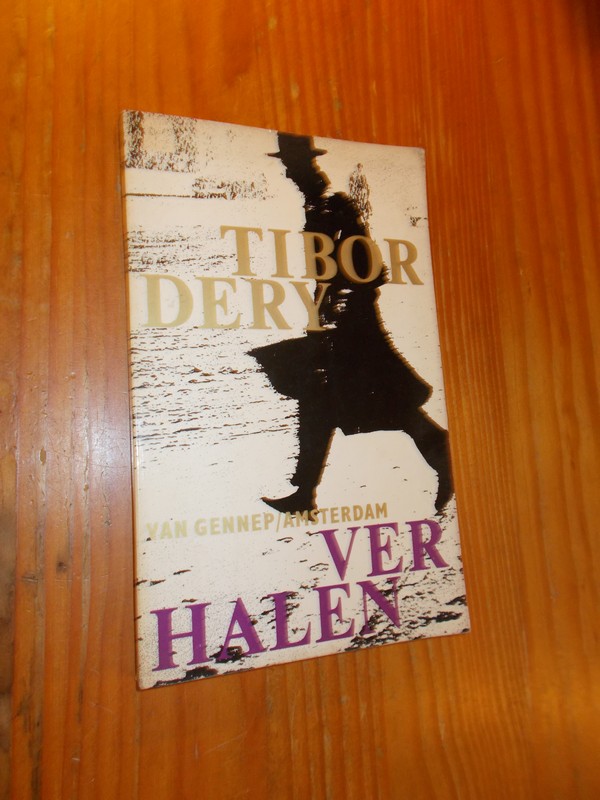 TIBOR
DERY
VAN GENNEP/AMSTERDAM
VER
HALEN